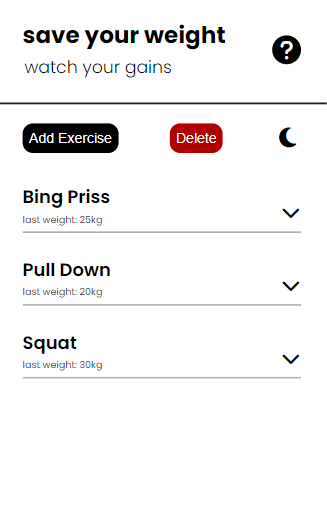 save your weight
watch your gains
?
Add Exercise
Delete
Bing Priss
last weight: 25kg
Pull Down
last weight: 20kg
Squat
last weight: 30kg